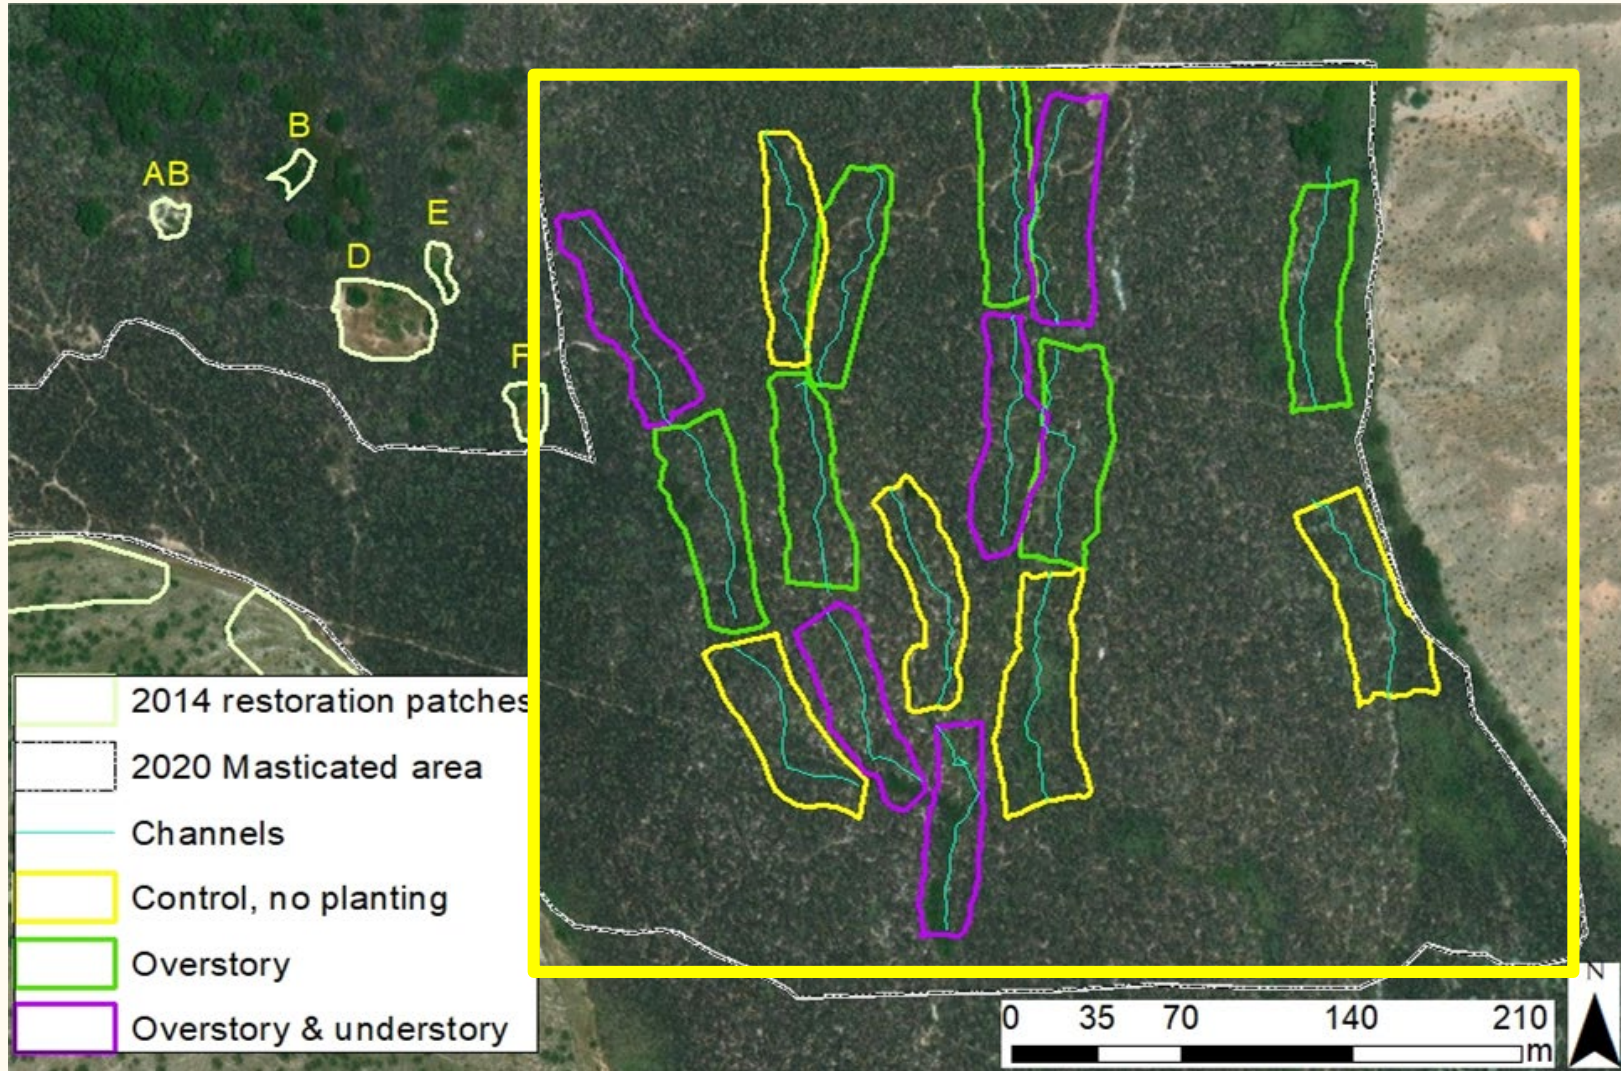 B
AB
E
D
F
2014 restoration patches
2020 Masticated area
Channels
Control, no planting
Overstory
Overstory & understory
0 35 70 140 210
m
N